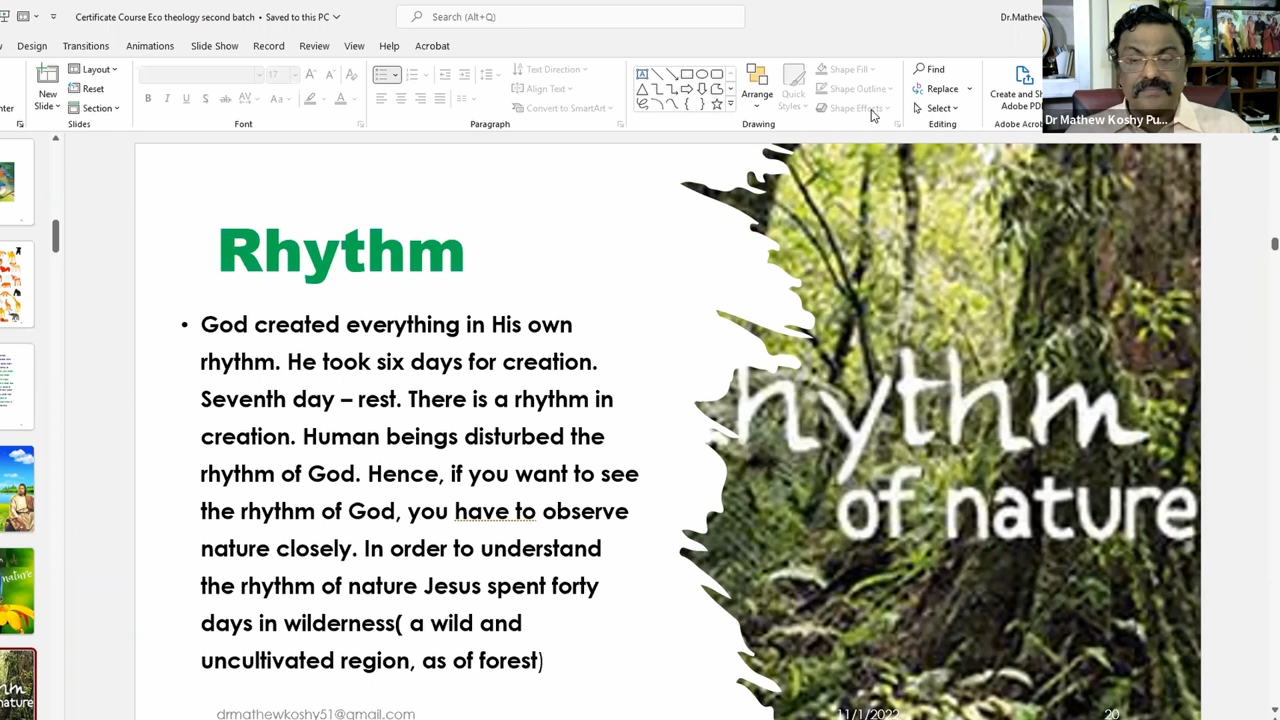 Certificate Course Eco theology second batch • Saved to this PC
Search (Alt+Q)
Dr.Mathew
Design Transitions Animations Slide Show Record Review View Help Acrobat
New
Slide
Layout
Reset
Section
Slides
17
Font
Text Direction
Align Text
Convert to SmartArt
Paragraph
Arrange
Quick
Styles
Shape Fill
Shape Outline
Shape Effects
Drawing
Find
Replace
Select
Editing
Create and Sh
Adobe PDF
Adobe Acro
Dr Mathew Koshy Pu...
Rhythm
• God created everything in His own
rhythm. He took six days for creation.
Seventh day – rest. There is a rhythm in
creation. Human beings disturbed the
rhythm of God. Hence, if you want to see
the rhythm of God, you have to observe
nature closely. In order to understand
the rhythm of nature Jesus spent forty
days in wilderness( a wild and
uncultivated region, as of forest)
hythm
of nature
drmathewkoshy51@gmail.com
11/1/2022
20